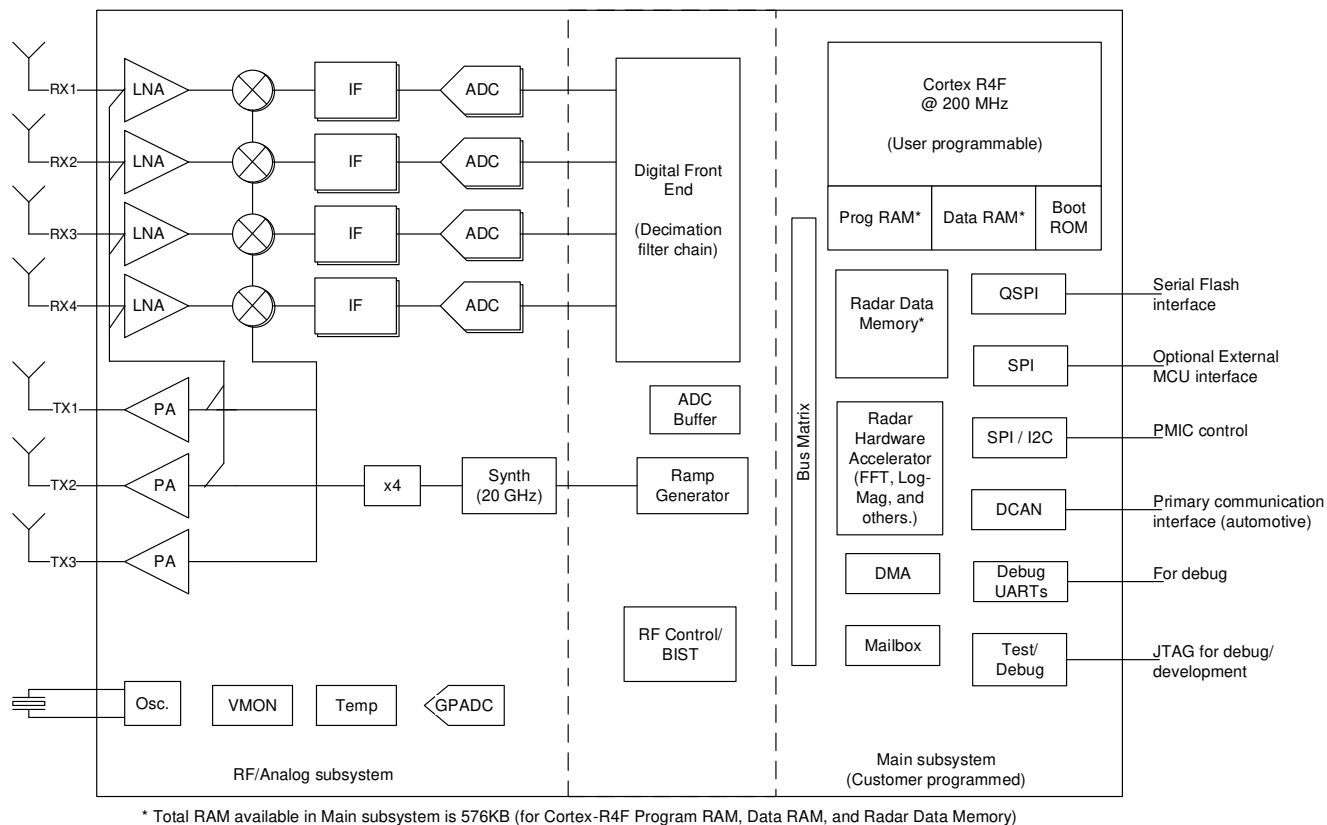 RX1
LNA
IF
ADC
RX2
LNA
IF
ADC
RX3
LNA
IF
ADC
RX4
LNA
IF
ADC
TX1
PA
TX2
PA
TX3
PA
x4
Synth
(20 GHz)
Osc.
VMON
Temp
GPADC
RF/Analog subsystem
Digital Front
End
(Decimation
filter chain)
ADC
Buffer
Ramp
Generator
RF Control/
BIST
Cortex R4F
@ 200 MHz
(User programmable)
Prog RAM*
Data RAM*
Boot
ROM
Bus Matrix
Radar Data
Memory*
Radar
Hardware
Accelerator
(FFT, Log-
Mag, and
others.)
DMA
Mailbox
QSPI
Serial Flash
interface
SPI
Optional External
MCU interface
SPI / I2C
PMIC control
DCAN
Primary communication
interface (automotive)
Debug
UARTs
For debug
Test/
Debug
JTAG for debug/
development
Main subsystem
(Customer programmed)
* Total RAM available in Main subsystem is 576KB (for Cortex-R4F Program RAM, Data RAM, and Radar Data Memory)